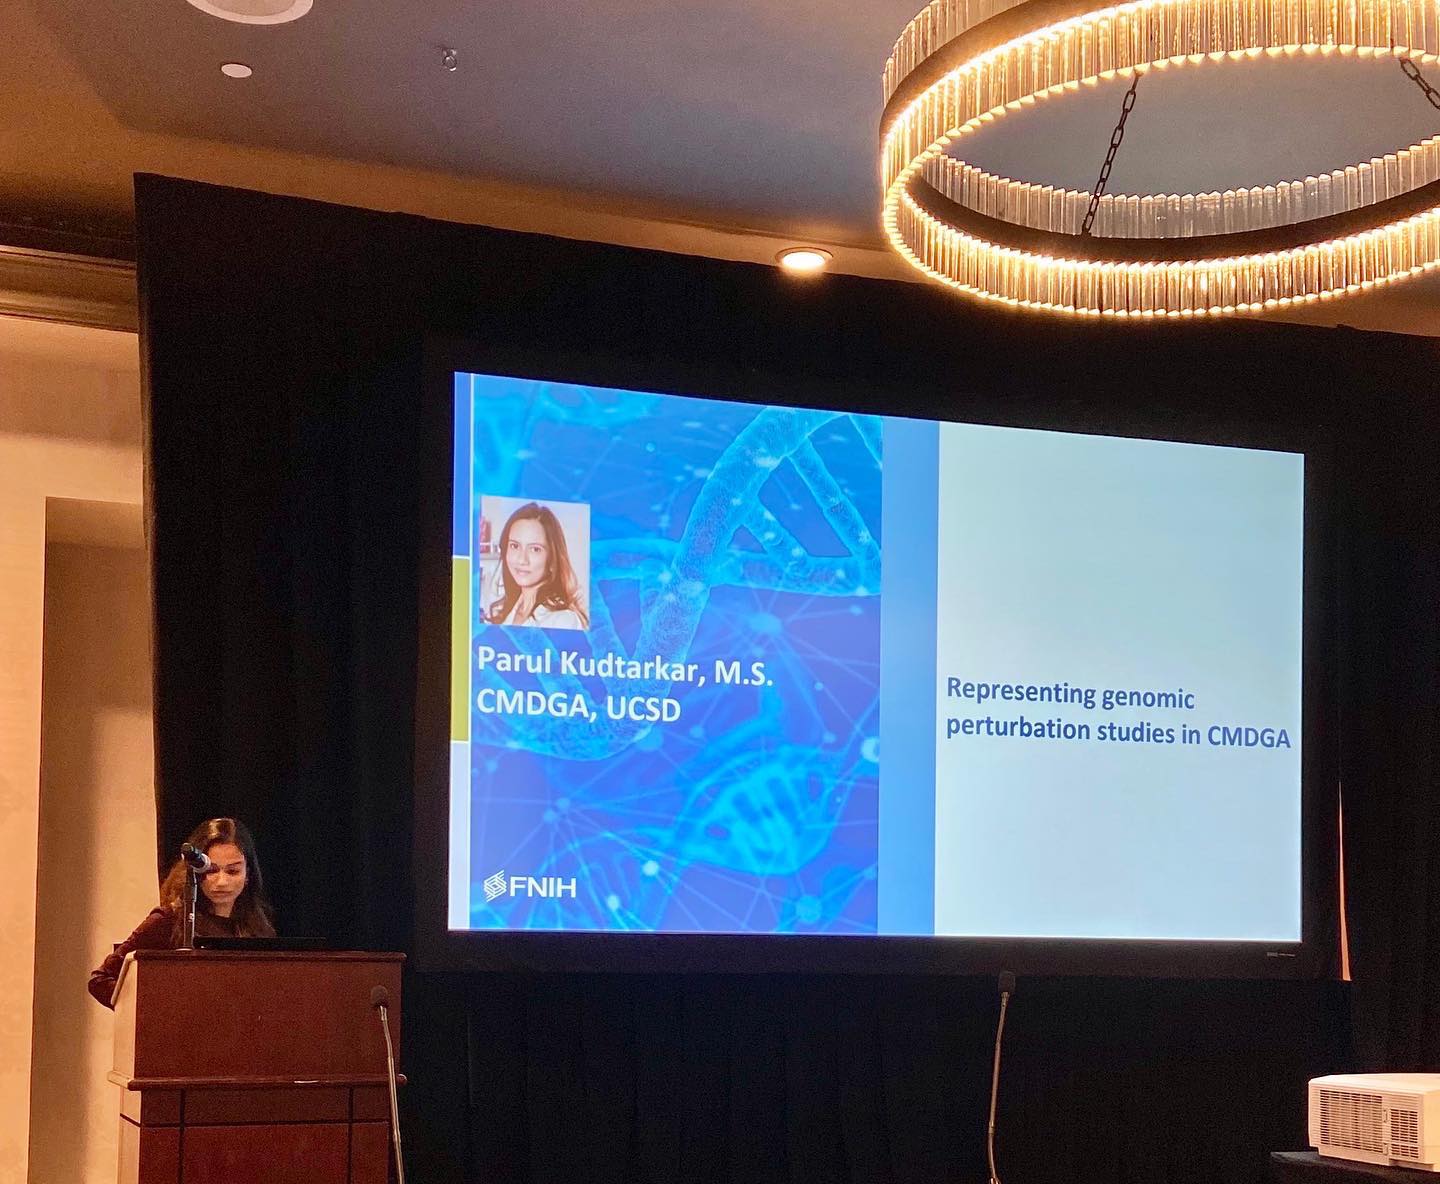 Parul Kudtarkar, M.S.
CMDGA, UCSD
FNIH
Representing genomic
perturbation studies in CMDGA